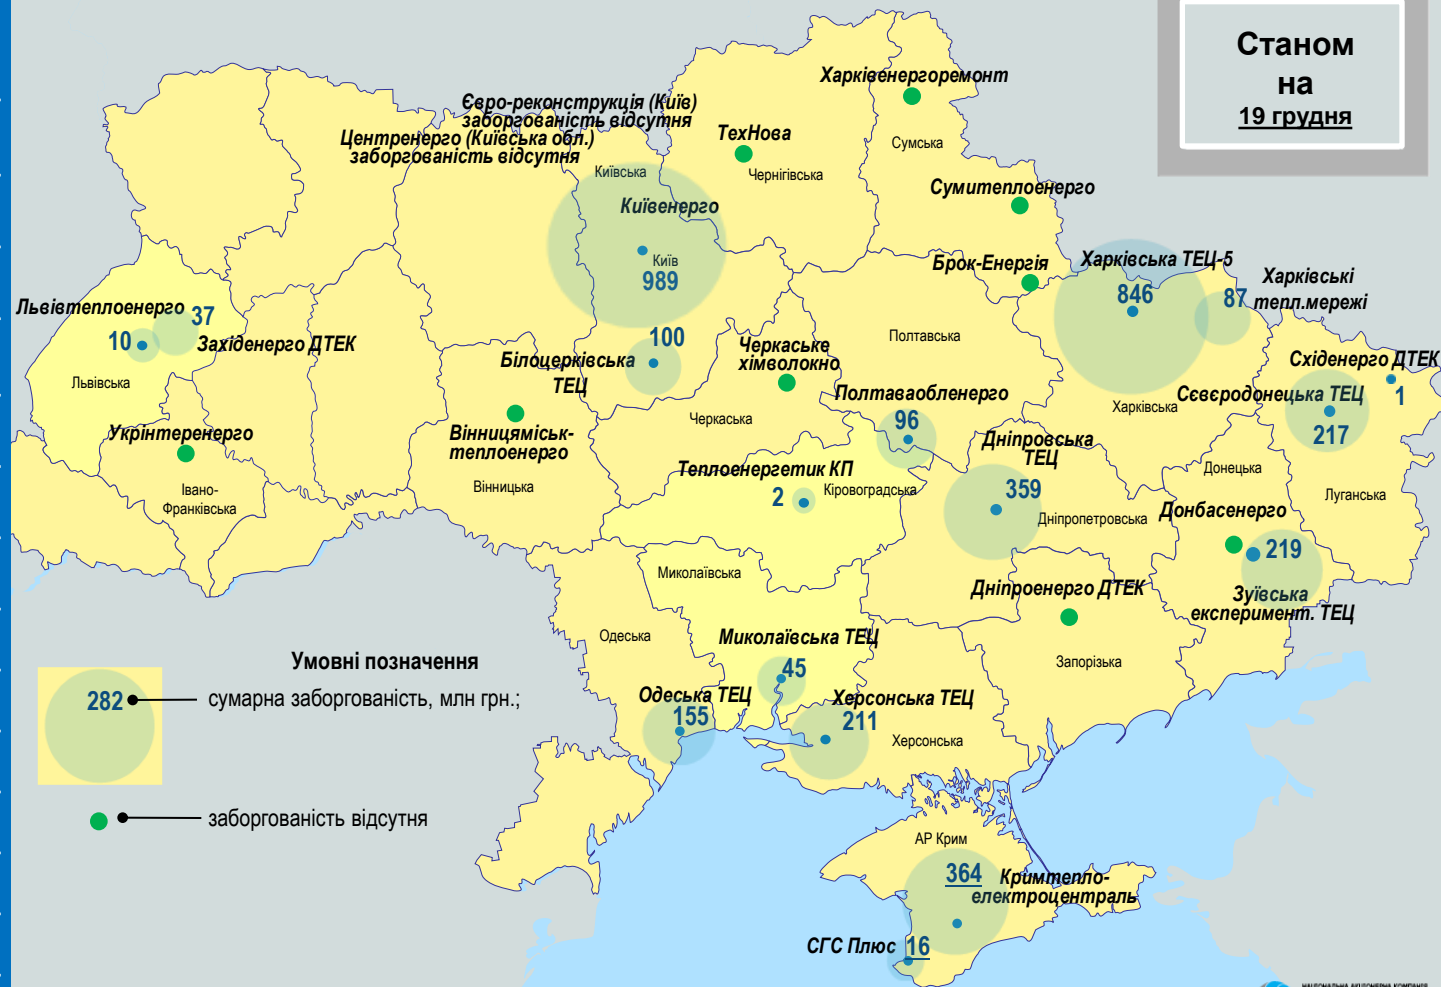 Станом
на
19 грудня
Харківенергоремонт
Сумська
Євро-реконструкція (Київ)
заборгованість відсутня
Центренерго (Київська обл.)
заборгованість відсутня
ТехНова
Чернігівська
Київська
Київенерго
Київ
989
Сумитеплоенерго
Брок-Енергія
Харківська ТЕЦ-5
846
87
Харківські
тепл.мережі
Львівтеплоенерго
37
10
Західенерго ДТЕК
Львівська
100
Білоцерківська
ТЕЦ
Черкаське
хімволокно
Полтавська
Полтаваобленерго
96
Харківська
Східенерго ДТЕК
1
Сєвєродонецька ТЕЦ
217
Черкаська
Укрінтеренерго
Івано-
Франківська
Вінницяміськ-
теплоенерго
Вінницька
Теплоенергетик КП
2
Кіровоградська
Дніпровська
ТЕЦ
359
Дніпропетровська
Донецька
Луганська
Донбасенерго
219
Зуївська
експеримент. ТЕЦ
Миколаївська
Дніпроенерго ДТЕК
Запорізька
Одеська
Миколаївська ТЕЦ
45
Одеська ТЕЦ
155
Херсонська ТЕЦ
211
Херсонська
Умовні позначення
282
сумарна заборгованість, млн грн.;
заборгованість відсутня
АР Крим
364
Кримтепло-
електроцентраль
СГС Плюс
16
НАЦІОНАЛЬНА АКЦІОНЕРНА КОМПАНІЯ